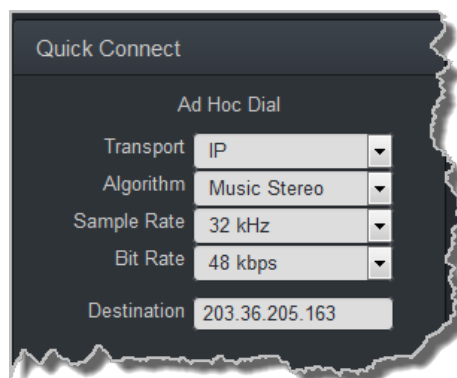 Quick Connect
Ad Hoc Dial
Transport IP
Algorithm Music Stereo
Sample Rate 32 kHz
Bit Rate 48 kbps
Destination 203.36.205.163